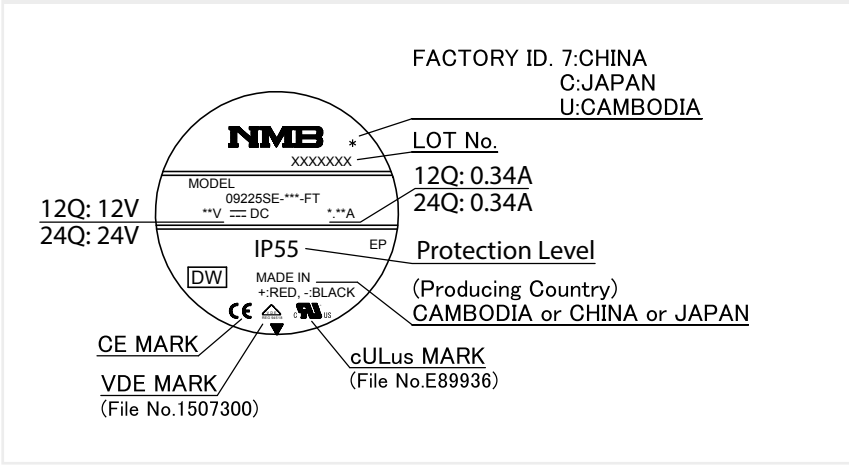 FACTORY ID. 7:CHINA
C:JAPAN
U:CAMBODIA
NMB *
LOT No.
XXXXXXX
12Q: 0.34A
24Q: 0.34A
MODEL
09225SE-***-FT
**V DC *.**A
12Q: 12V
24Q: 24V
IP55
EP
Protection Level
DW
MADE IN
+:RED, -:BLACK
(Producing Country)
CAMBODIA or CHINA or JAPAN
CE
c US
CE MARK
VDE MARK
(File No.1507300)
cULus MARK
(File No.E89936)